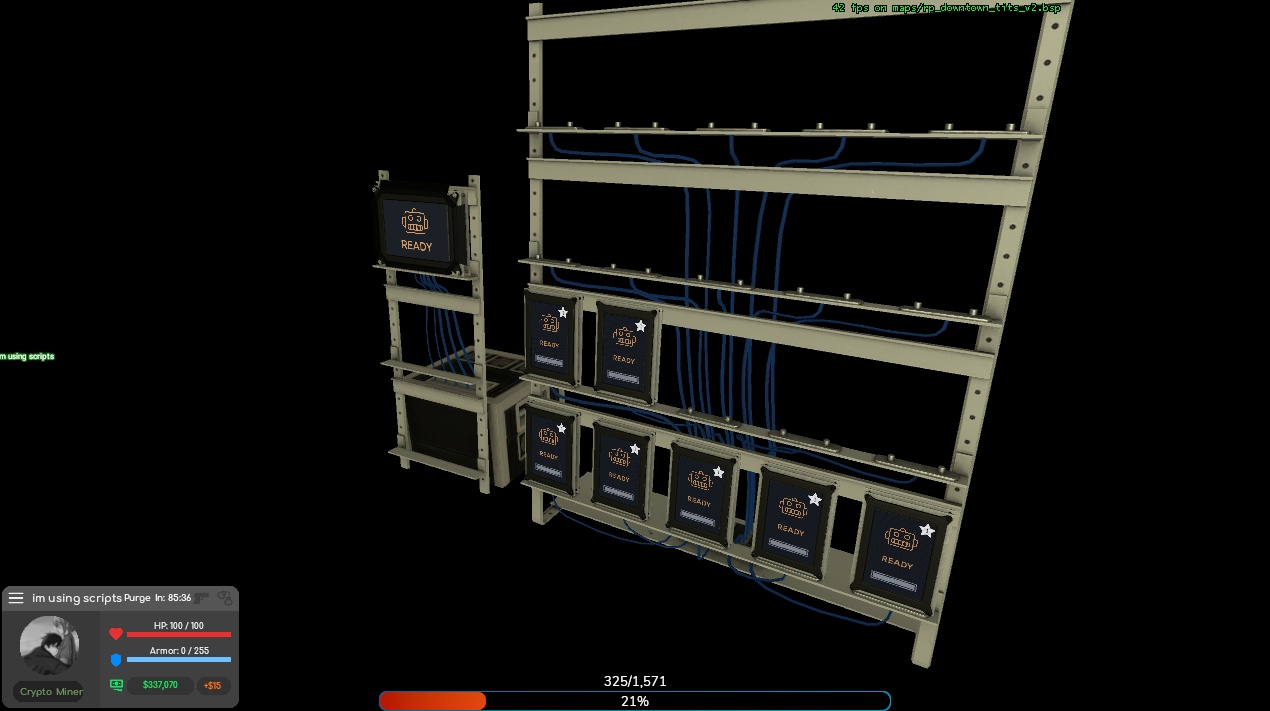 42 fps on maps/rp_downtown_tits_v2.bsp
READY
READY
READY
m using scripts
READY
READY
READY
READY
READY
im using scripts Purge In: 85:36
HP: 100 / 100
Armor: 0 / 255
$337,070 +$15
Crypto Miner
325/1,571
21%